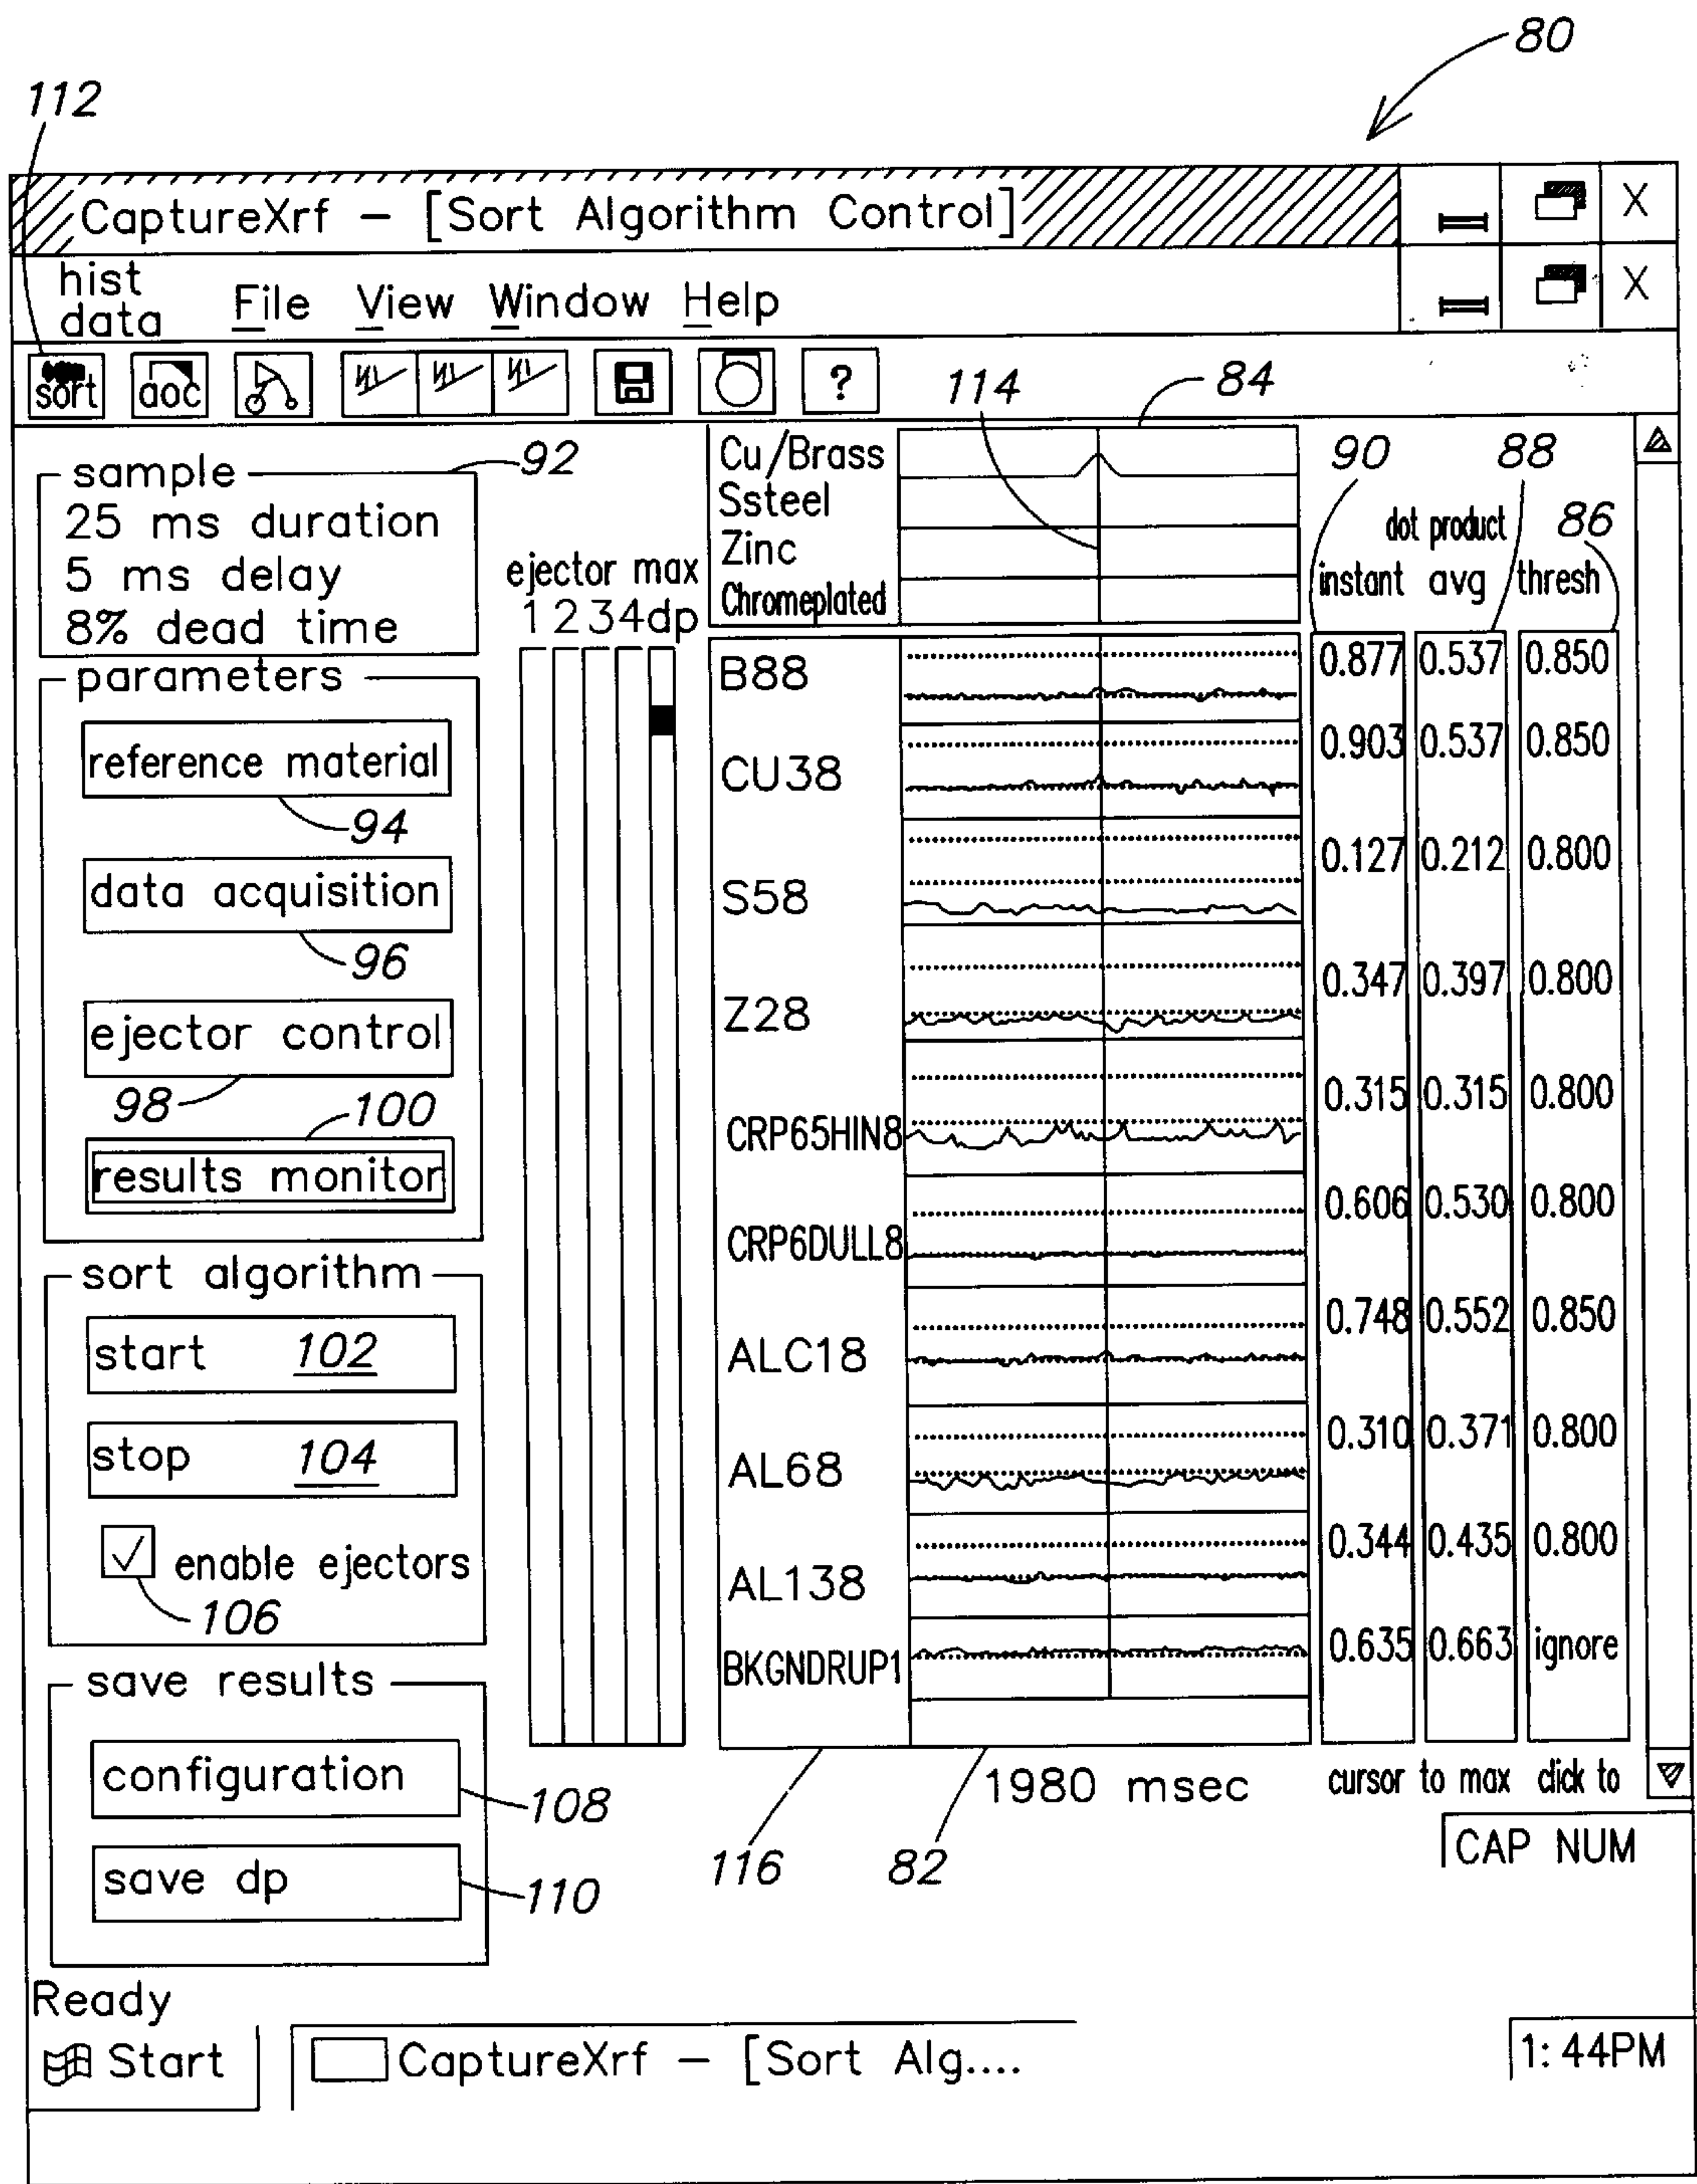 80
112
CaptureXrf - [Sort Algorithm Control]
X
hist data File View Window Help
X
sort aoc ?
114 84
sample 92
25 ms duration
5 ms delay
8% dead time
parameters
reference material
94
data acquisition
96
ejector control
98
100
results monitor
sort algorithm
start 102
stop 104
enable ejectors
106
save results
configuration
108
save dp
110
ejector max
1 2 3 4 dp
Cu/Brass
Ssteel
Zinc
Chromeplated
90 88
dot product 86
instant avg thresh
B88 0.877 0.537 0.850
CU38 0.903 0.537 0.850
S58 0.127 0.212 0.800
Z28 0.347 0.397 0.800
CRP65HIN8 0.315 0.315 0.800
CRP6DULL8 0.606 0.530 0.800
ALC18 0.748 0.552 0.850
AL68 0.310 0.371 0.800
AL138 0.344 0.435 0.800
BKGNDRUP1 0.635 0.663 ignore
1980 msec cursor to max click to
116 82
CAP NUM
Ready
Start CaptureXrf - [Sort Alg.... 1:44PM